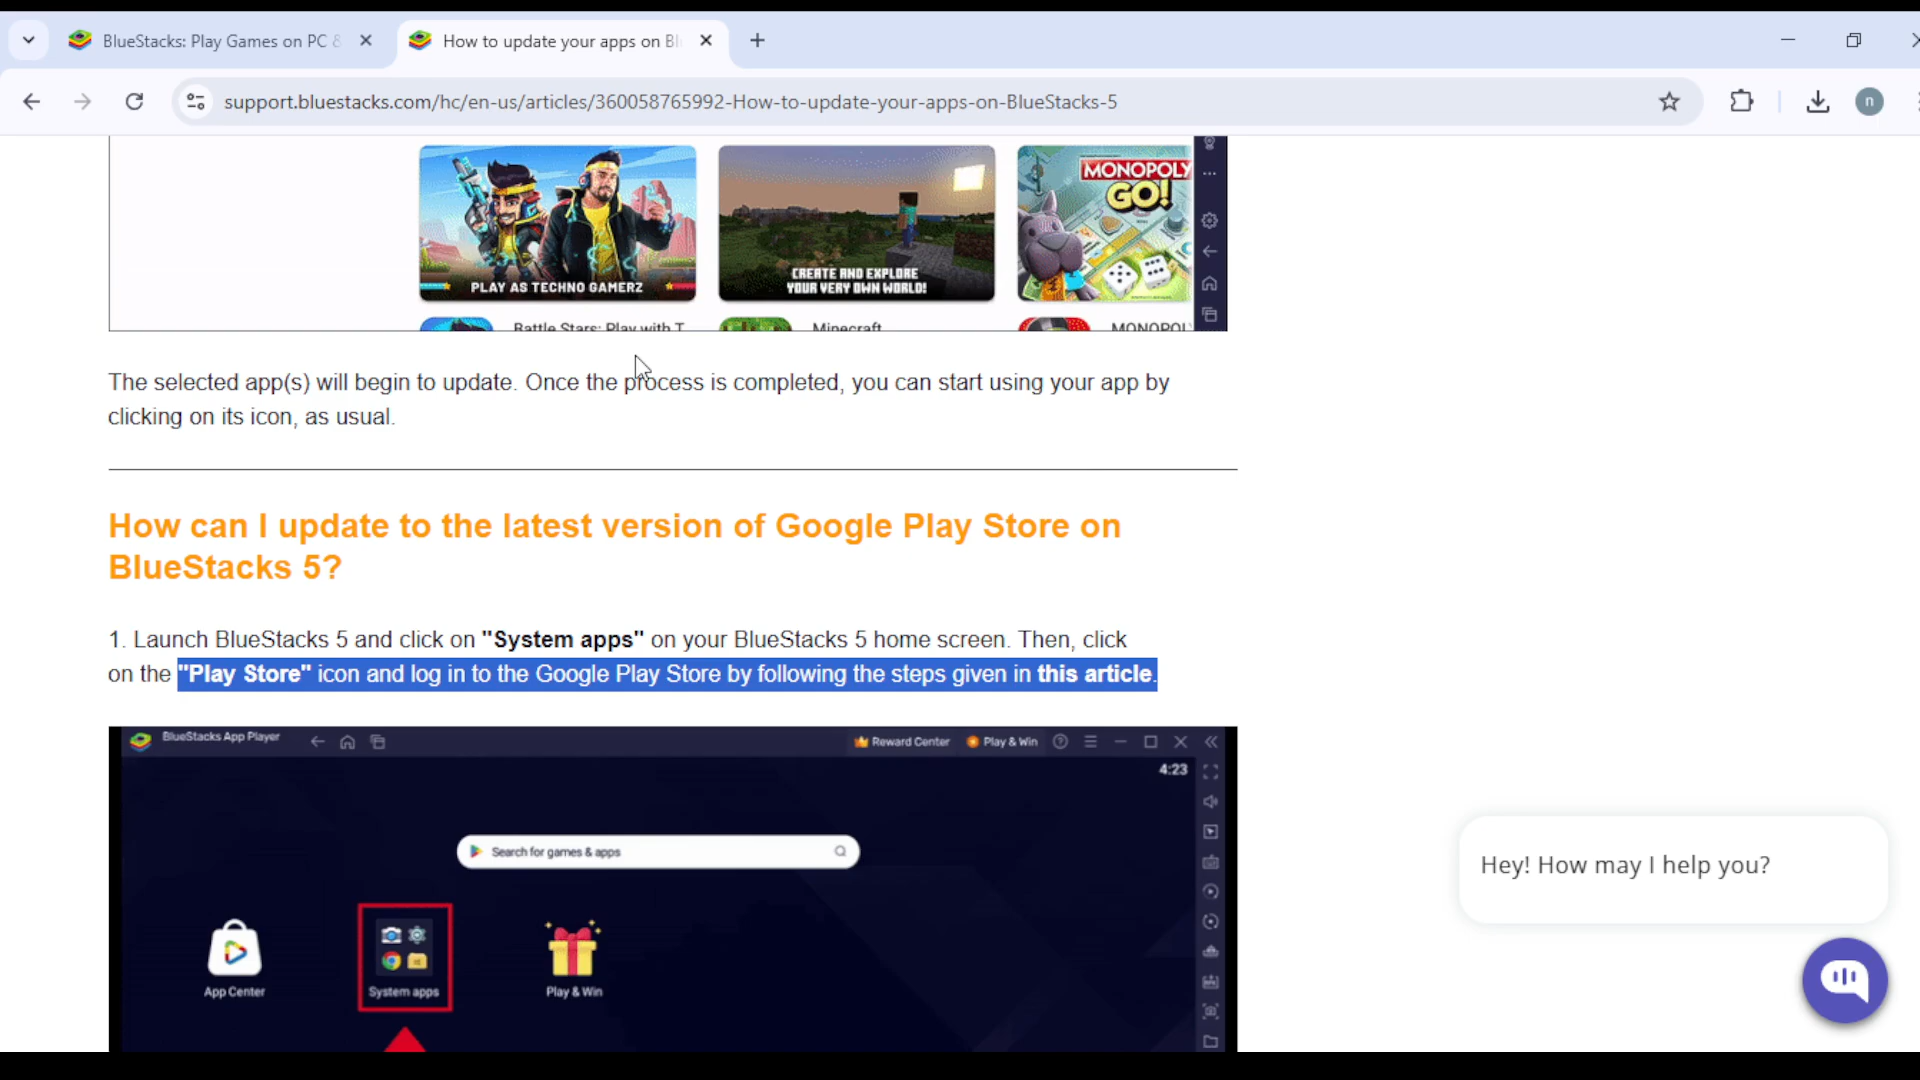 BlueStacks: Play Games on PC &
How to update your apps on Bl
support.bluestacks.com/hc/en-us/articles/360058765992-How-to-update-your-apps-on-BlueStacks-5
n
PLAY AS TECHNO GAMERZ
CREATE AND EXPLORE
YOUR VERY OWN WORLD!
MONOPOLY
GO!
Battle Stars: Play with T
Minecraft
MONOPOL
The selected app(s) will begin to update. Once the process is completed, you can start using your app by
clicking on its icon, as usual.
How can I update to the latest version of Google Play Store on
BlueStacks 5?
1. Launch BlueStacks 5 and click on "System apps" on your BlueStacks 5 home screen. Then, click
on the "Play Store" icon and log in to the Google Play Store by following the steps given in this article.
BlueStacks App Player
Reward Center
Play & Win
4:23
Search for games & apps
App Center
System apps
Play & Win
Hey! How may I help you?